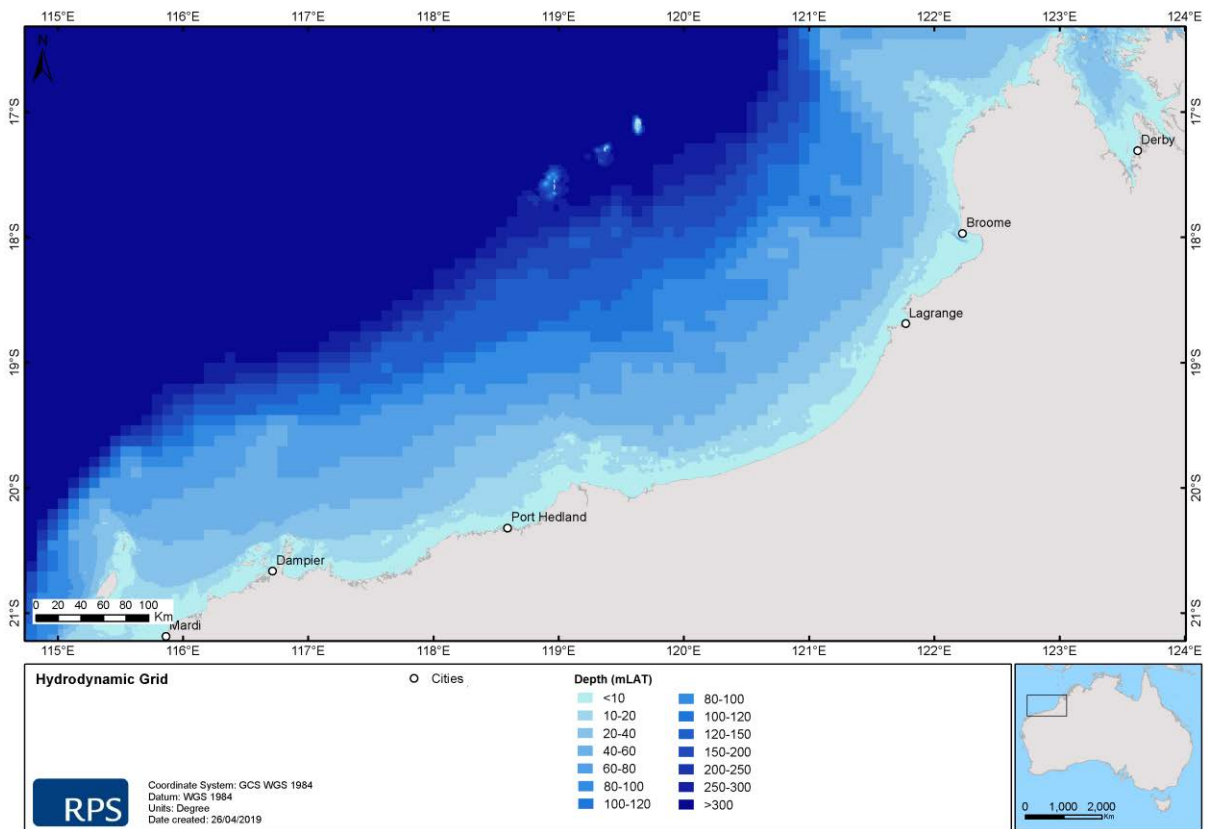 115°E 116°E 117°E 118°E 119°E 120°E 121°E 122°E 123°E 124°E
N
17°S 17°S
Derby
18°S Broome 18°S
Lagrange
19°S 19°S
20°S 20°S
Port Hedland
Dampier
0 20 40 60 80 100
Km
21°S 21°S
Mardi
115°E 116°E 117°E 118°E 119°E 120°E 121°E 122°E 123°E 124°E
Hydrodynamic Grid
Cities
Depth (mLAT)
<10
10-20
20-40
40-60
60-80
80-100
100-120
80-100
100-120
120-150
150-200
200-250
250-300
>300
RPS
Coordinate System: GCS WGS 1984
Datum: WGS 1984
Units: Degree
Date created: 26/04/2019
0 1,000 2,000
Km